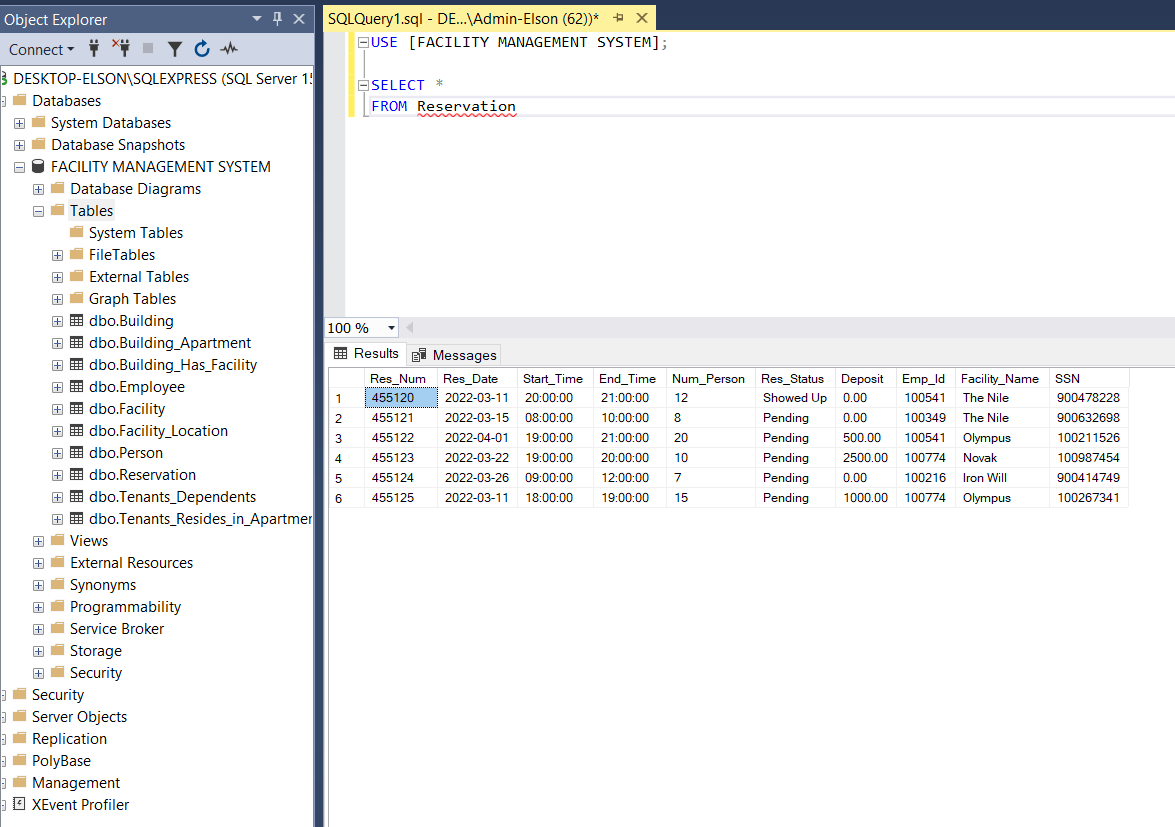 Object Explorer
Connect
DESKTOP-ELSON\SQLEXPRESS (SQL Server 15
Databases
System Databases
Database Snapshots
FACILITY MANAGEMENT SYSTEM
Database Diagrams
Tables
System Tables
FileTables
External Tables
Graph Tables
dbo.Building
dbo.Building_Apartment
dbo.Building_Has_Facility
dbo.Employee
dbo.Facility
dbo.Facility_Location
dbo.Person
dbo.Reservation
dbo.Tenants_Dependents
dbo.Tenants_Resides_in_Apartmen
Views
External Resources
Synonyms
Programmability
Service Broker
Storage
Security
Security
Server Objects
Replication
PolyBase
Management
XEvent Profiler
SQLQuery1.sql - DE...\Admin-Elson (62))*
USE [FACILITY MANAGEMENT SYSTEM];
SELECT *
FROM Reservation
100 %
Results Messages
Res_Num Res_Date Start_Time End_Time Num_Person Res_Status Deposit Emp_Id Facility_Name SSN
1 455120 2022-03-11 20:00:00 21:00:00 12 Showed Up 0.00 100541 The Nile 900478228
2 455121 2022-03-15 08:00:00 10:00:00 8 Pending 0.00 100349 The Nile 900632698
3 455122 2022-04-01 19:00:00 21:00:00 20 Pending 500.00 100541 Olympus 100211526
4 455123 2022-03-22 19:00:00 20:00:00 10 Pending 2500.00 100774 Novak 100987454
5 455124 2022-03-26 09:00:00 12:00:00 7 Pending 0.00 100216 Iron Will 900414749
6 455125 2022-03-11 18:00:00 19:00:00 15 Pending 1000.00 100774 Olympus 100267341